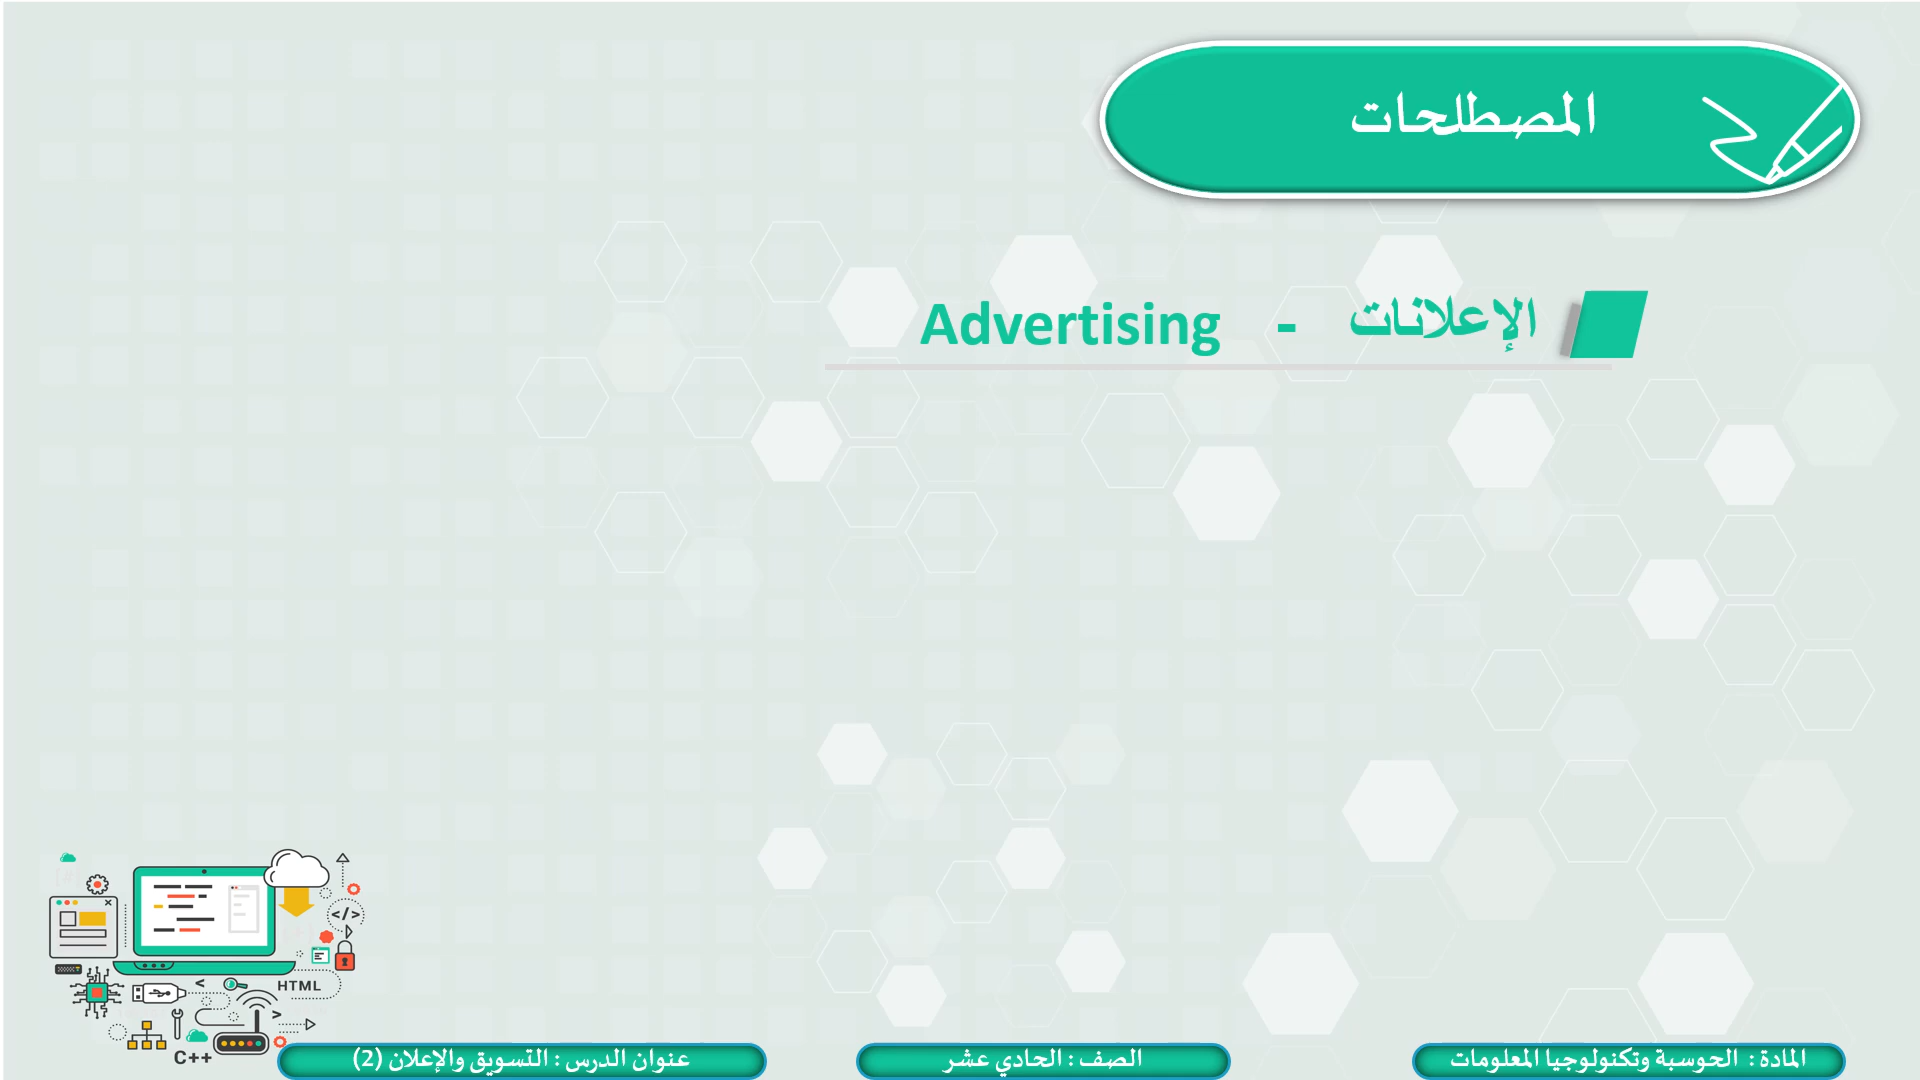 المصطلحات
الإعلانات - Advertising
</>
HTML
C++
المادة : الحوسبة وتكنولوجيا المعلومات
الصف : الحادي عشر
عنوان الدرس : التسويق والإعلان (2)